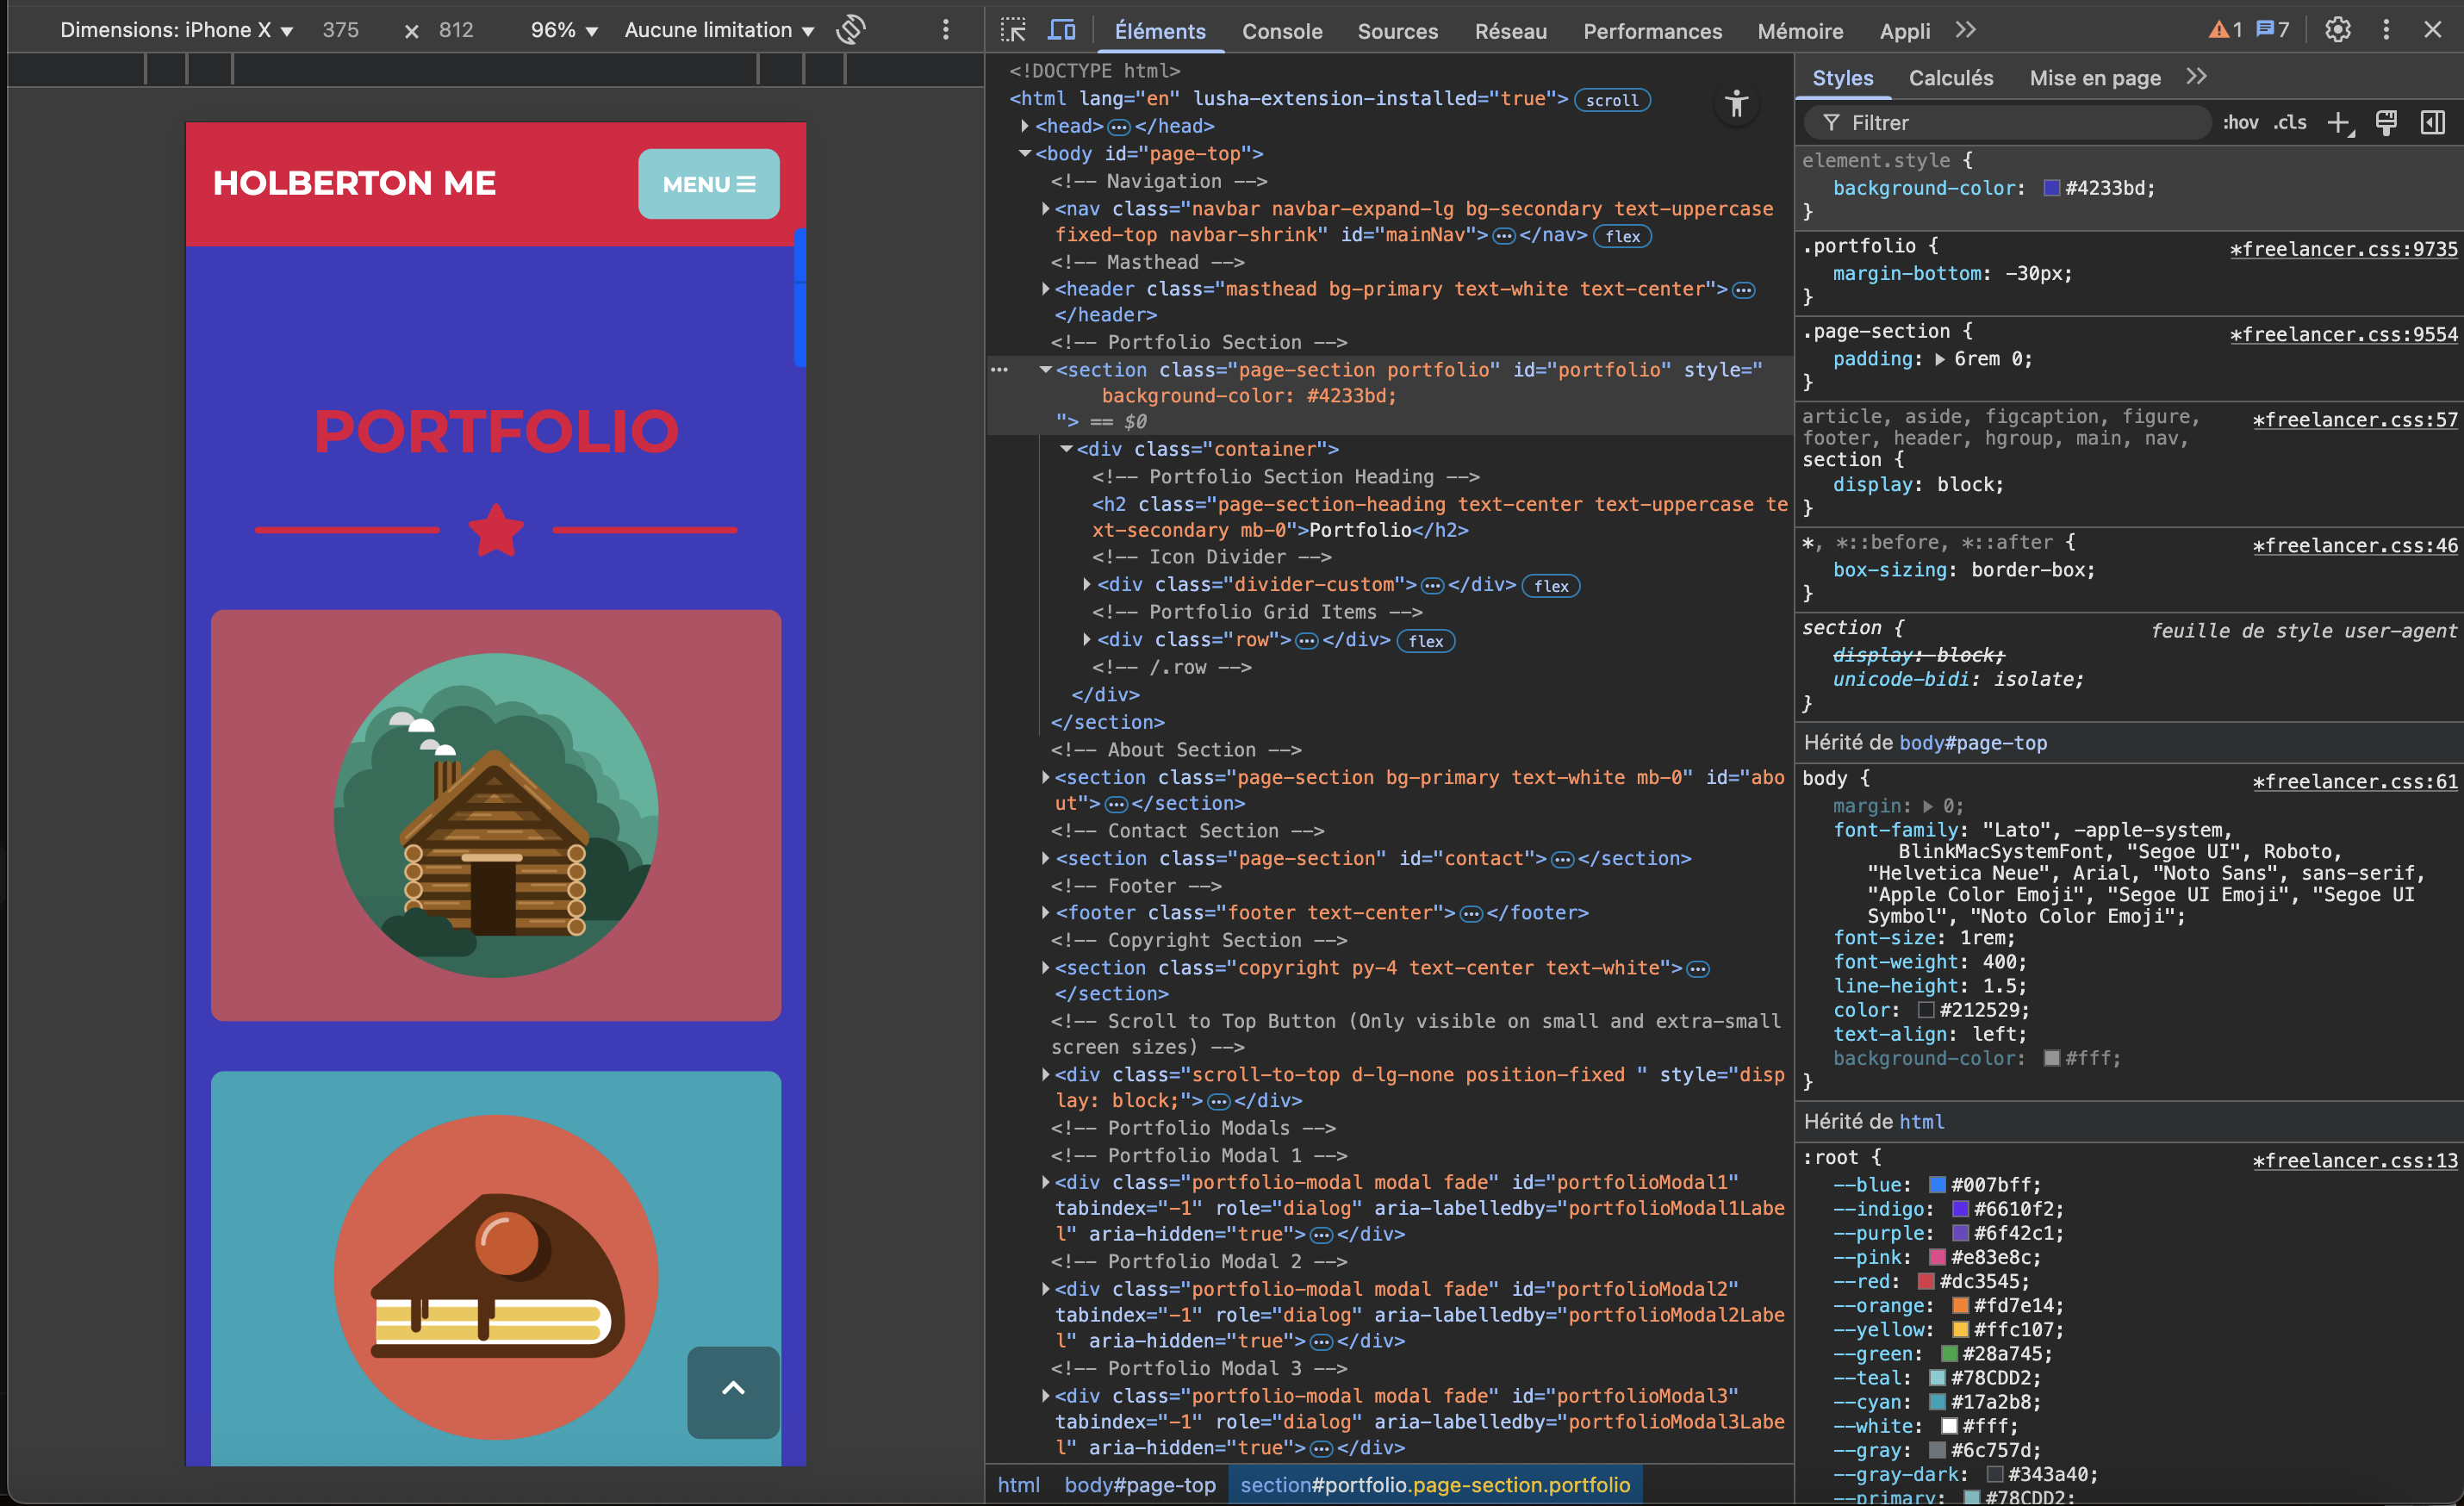 Dimensions: iPhone X ▼ 375 × 812 96% ▼ Aucune limitation ▼
HOLBERTON ME
MENU
PORTFOLIO
Éléments Console Sources Réseau Performances Mémoire Appli 1 7
<!DOCTYPE html>
<html lang="en" lusha-extension-installed="true"> scroll
<head> ••• </head>
<body id="page-top">
<!-- Navigation -->
<nav class="navbar navbar-expand-lg bg-secondary text-uppercase
fixed-top navbar-shrink" id="mainNav"> ••• </nav> flex
<!-- Masthead -->
<header class="masthead bg-primary text-white text-center"> •••
</header>
<!-- Portfolio Section -->
••• <section class="page-section portfolio" id="portfolio" style="
background-color: #4233bd;
"> == $0
<div class="container">
<!-- Portfolio Section Heading -->
<h2 class="page-section-heading text-center text-uppercase te
xt-secondary mb-0">Portfolio</h2>
<!-- Icon Divider -->
<div class="divider-custom"> ••• </div> flex
<!-- Portfolio Grid Items -->
<div class="row"> ••• </div> flex
<!-- /.row -->
</div>
</section>
<!-- About Section -->
<section class="page-section bg-primary text-white mb-0" id="abo
ut"> ••• </section>
<!-- Contact Section -->
<section class="page-section" id="contact"> ••• </section>
<!-- Footer -->
<footer class="footer text-center"> ••• </footer>
<!-- Copyright Section -->
<section class="copyright py-4 text-center text-white"> •••
</section>
<!-- Scroll to Top Button (Only visible on small and extra-small
screen sizes) -->
<div class="scroll-to-top d-lg-none position-fixed " style="disp
lay: block;"> ••• </div>
<!-- Portfolio Modals -->
<!-- Portfolio Modal 1 -->
<div class="portfolio-modal modal fade" id="portfolioModal1"
tabindex="-1" role="dialog" aria-labelledby="portfolioModal1Labe
l" aria-hidden="true"> ••• </div>
<!-- Portfolio Modal 2 -->
<div class="portfolio-modal modal fade" id="portfolioModal2"
tabindex="-1" role="dialog" aria-labelledby="portfolioModal2Labe
l" aria-hidden="true"> ••• </div>
<!-- Portfolio Modal 3 -->
<div class="portfolio-modal modal fade" id="portfolioModal3"
tabindex="-1" role="dialog" aria-labelledby="portfolioModal3Labe
l" aria-hidden="true"> ••• </div>
html body#page-top section#portfolio.page-section.portfolio
Styles Calculés Mise en page
Filtrer :hov .cls
element.style {
background-color: #4233bd;
}
.portfolio { *freelancer.css:9735
margin-bottom: -30px;
}
.page-section { *freelancer.css:9554
padding: 6rem 0;
}
article, aside, figcaption, figure, *freelancer.css:57
footer, header, hgroup, main, nav,
section {
display: block;
}
*, *::before, *::after { *freelancer.css:46
box-sizing: border-box;
}
section { feuille de style user-agent
display: block;
unicode-bidi: isolate;
}
Hérité de body#page-top
body { *freelancer.css:61
margin: 0;
font-family: "Lato", -apple-system,
BlinkMacSystemFont, "Segoe UI", Roboto,
"Helvetica Neue", Arial, "Noto Sans", sans-serif,
"Apple Color Emoji", "Segoe UI Emoji", "Segoe UI
Symbol", "Noto Color Emoji";
font-size: 1rem;
font-weight: 400;
line-height: 1.5;
color: #212529;
text-align: left;
background-color: #fff;
}
Hérité de html
:root { *freelancer.css:13
--blue: #007bff;
--indigo: #6610f2;
--purple: #6f42c1;
--pink: #e83e8c;
--red: #dc3545;
--orange: #fd7e14;
--yellow: #ffc107;
--green: #28a745;
--teal: #78CDD2;
--cyan: #17a2b8;
--white: #fff;
--gray: #6c757d;
--gray-dark: #343a40;
--primary: #78CDD2;